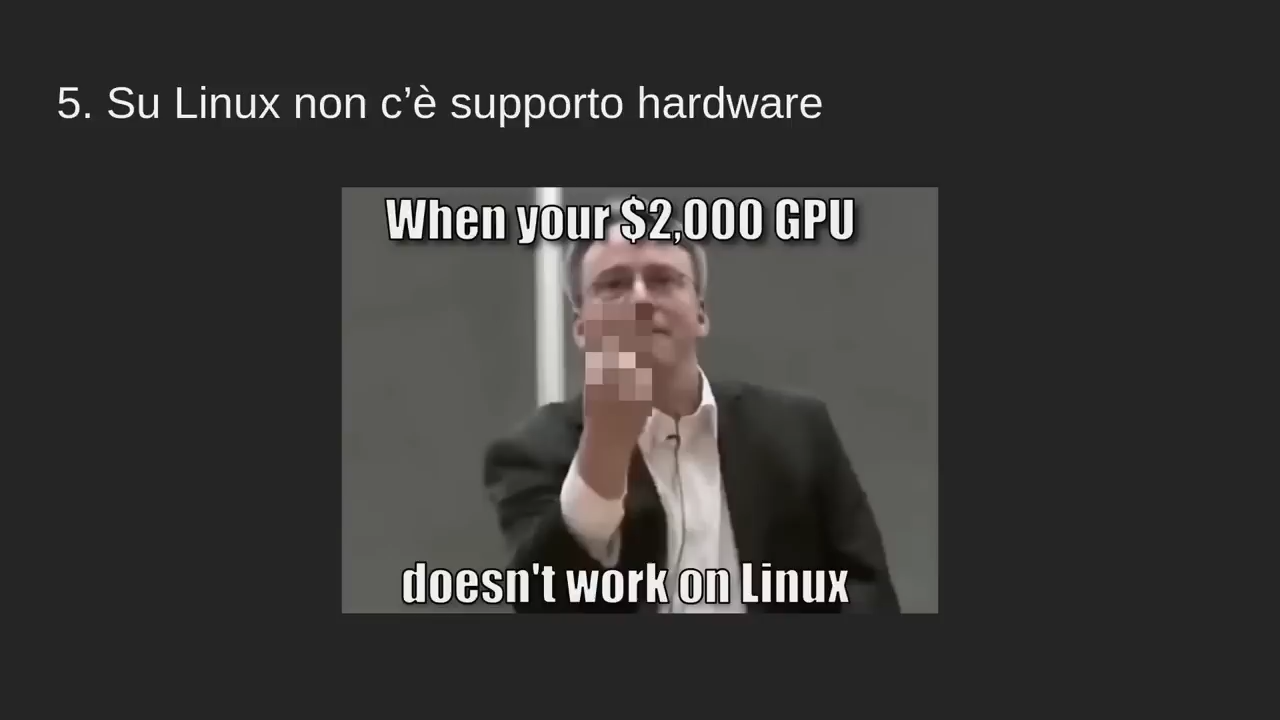 5. Su Linux non c’è supporto hardware
When your $2,000 GPU
doesn't work on Linux